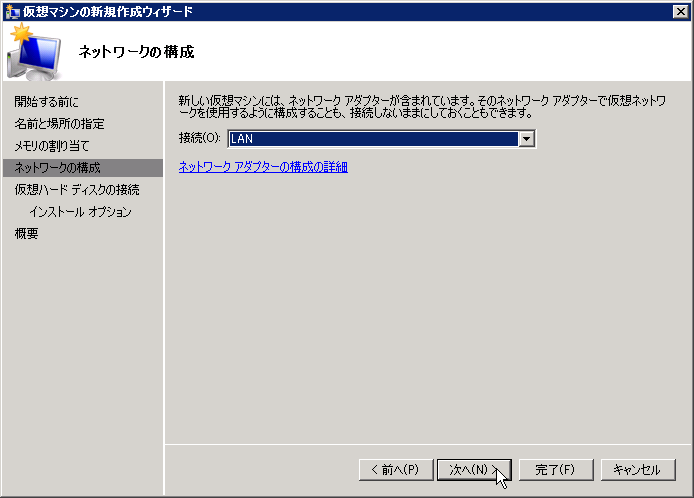 仮想マシンの新規作成ウィザード
ネットワークの構成
開始する前に
名前と場所の指定
メモリの割り当て
ネットワークの構成
仮想ハード ディスクの接続
インストール オプション
概要
新しい仮想マシンには、ネットワーク アダプターが含まれています。そのネットワーク アダプターで仮想ネットワ
ークを使用するように構成することも、接続しないままにしておくこともできます。
接続(O): LAN
ネットワーク アダプターの構成の詳細
< 前へ(P) 次へ(N) > 完了(F) キャンセル